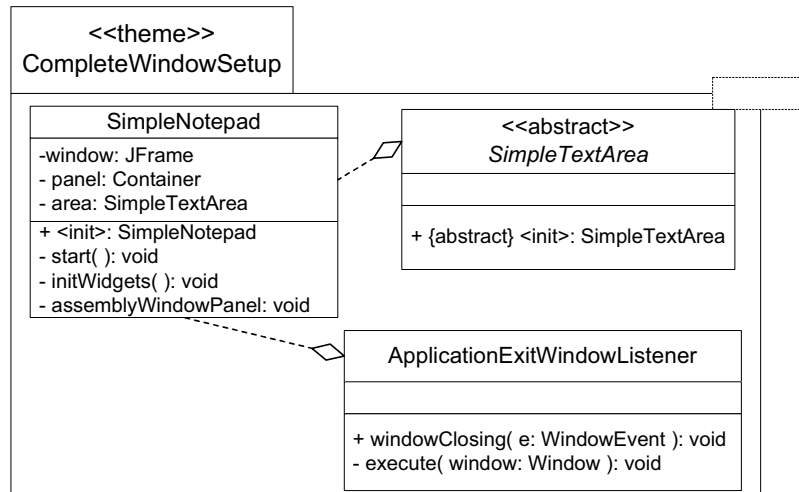 <<theme>>
CompleteWindowSetup
SimpleNotepad
-window: JFrame
- panel: Container
- area: SimpleTextArea
+ <init>: SimpleNotepad
- start( ): void
- initWidgets( ): void
- assemblyWindowPanel: void
<<abstract>>
SimpleTextArea
+ {abstract} <init>: SimpleTextArea
ApplicationExitWindowListener
+ windowClosing( e: WindowEvent ): void
- execute( window: Window ): void